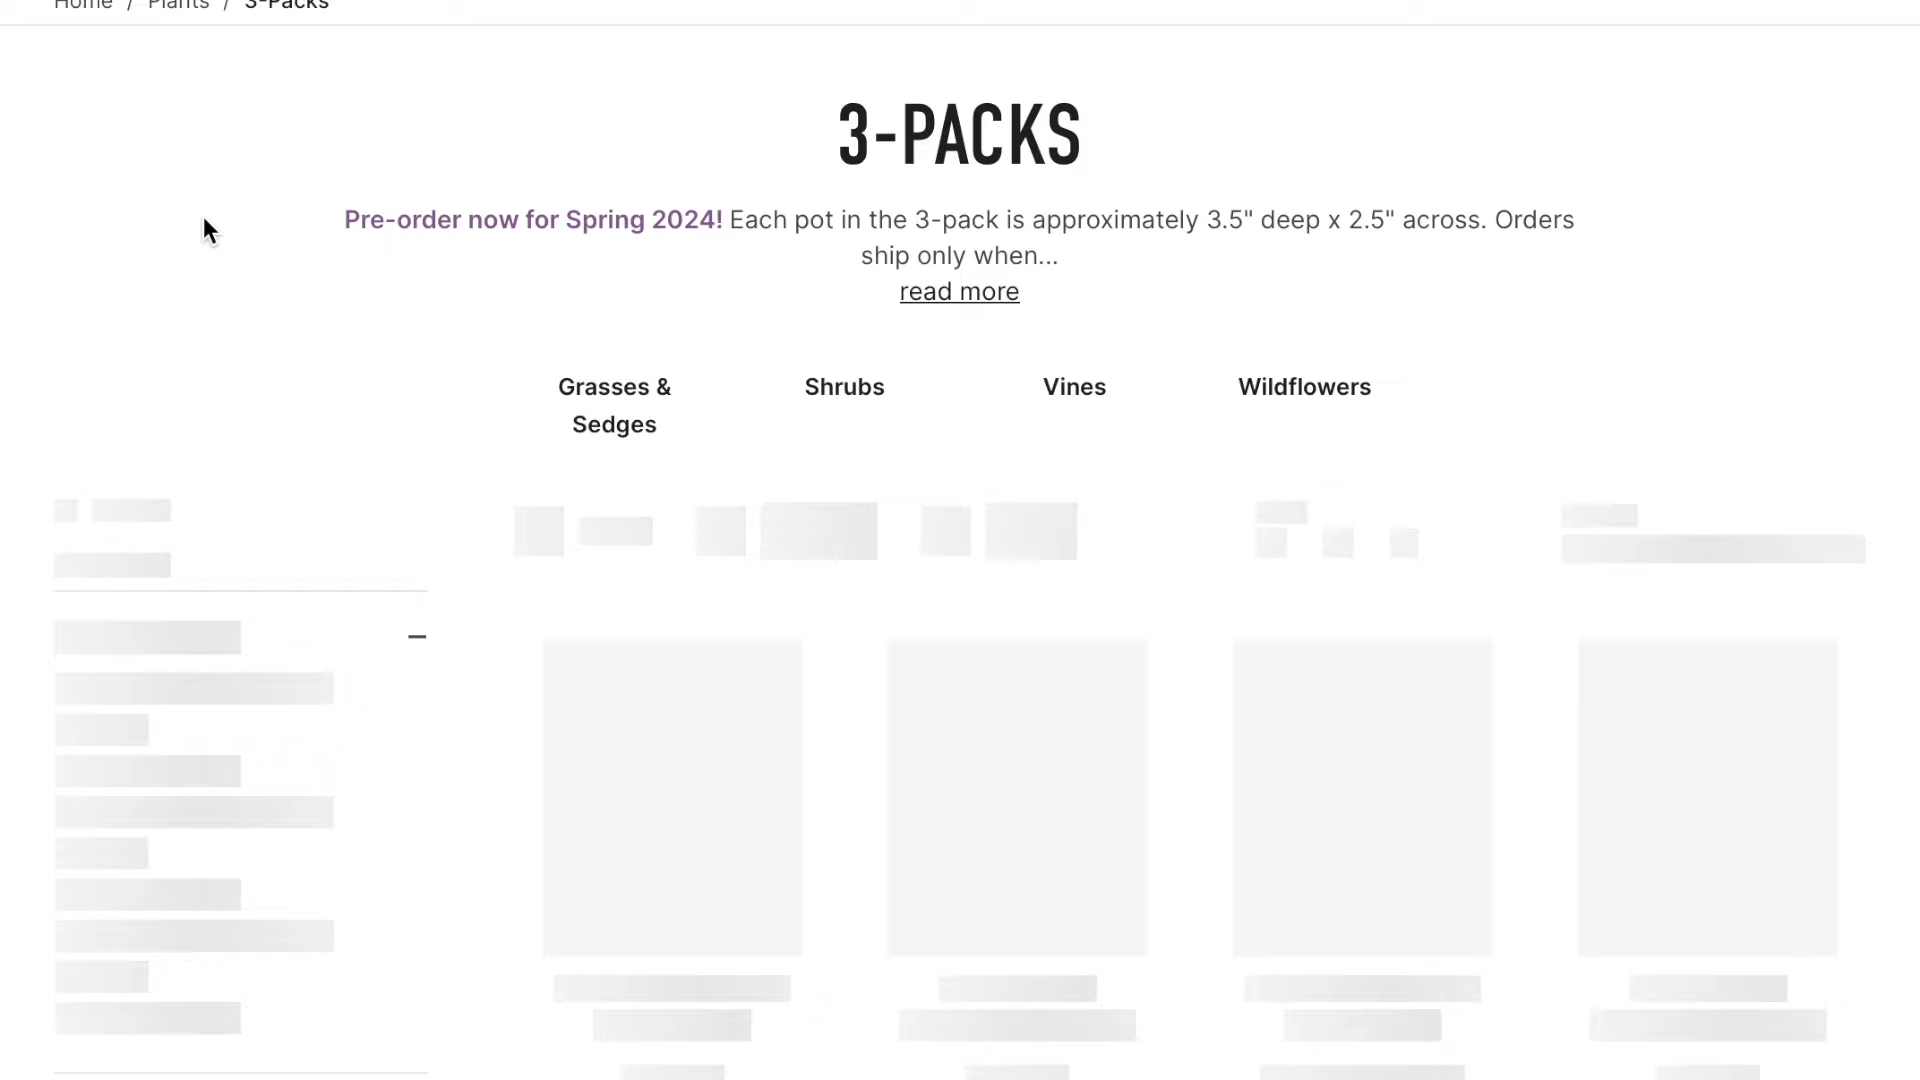 Home / Plants / 3-Packs
3-PACKS
Pre-order now for Spring 2024! Each pot in the 3-pack is approximately 3.5" deep x 2.5" across. Orders
ship only when...
read more
Grasses &
Sedges
Shrubs
Vines
Wildflowers